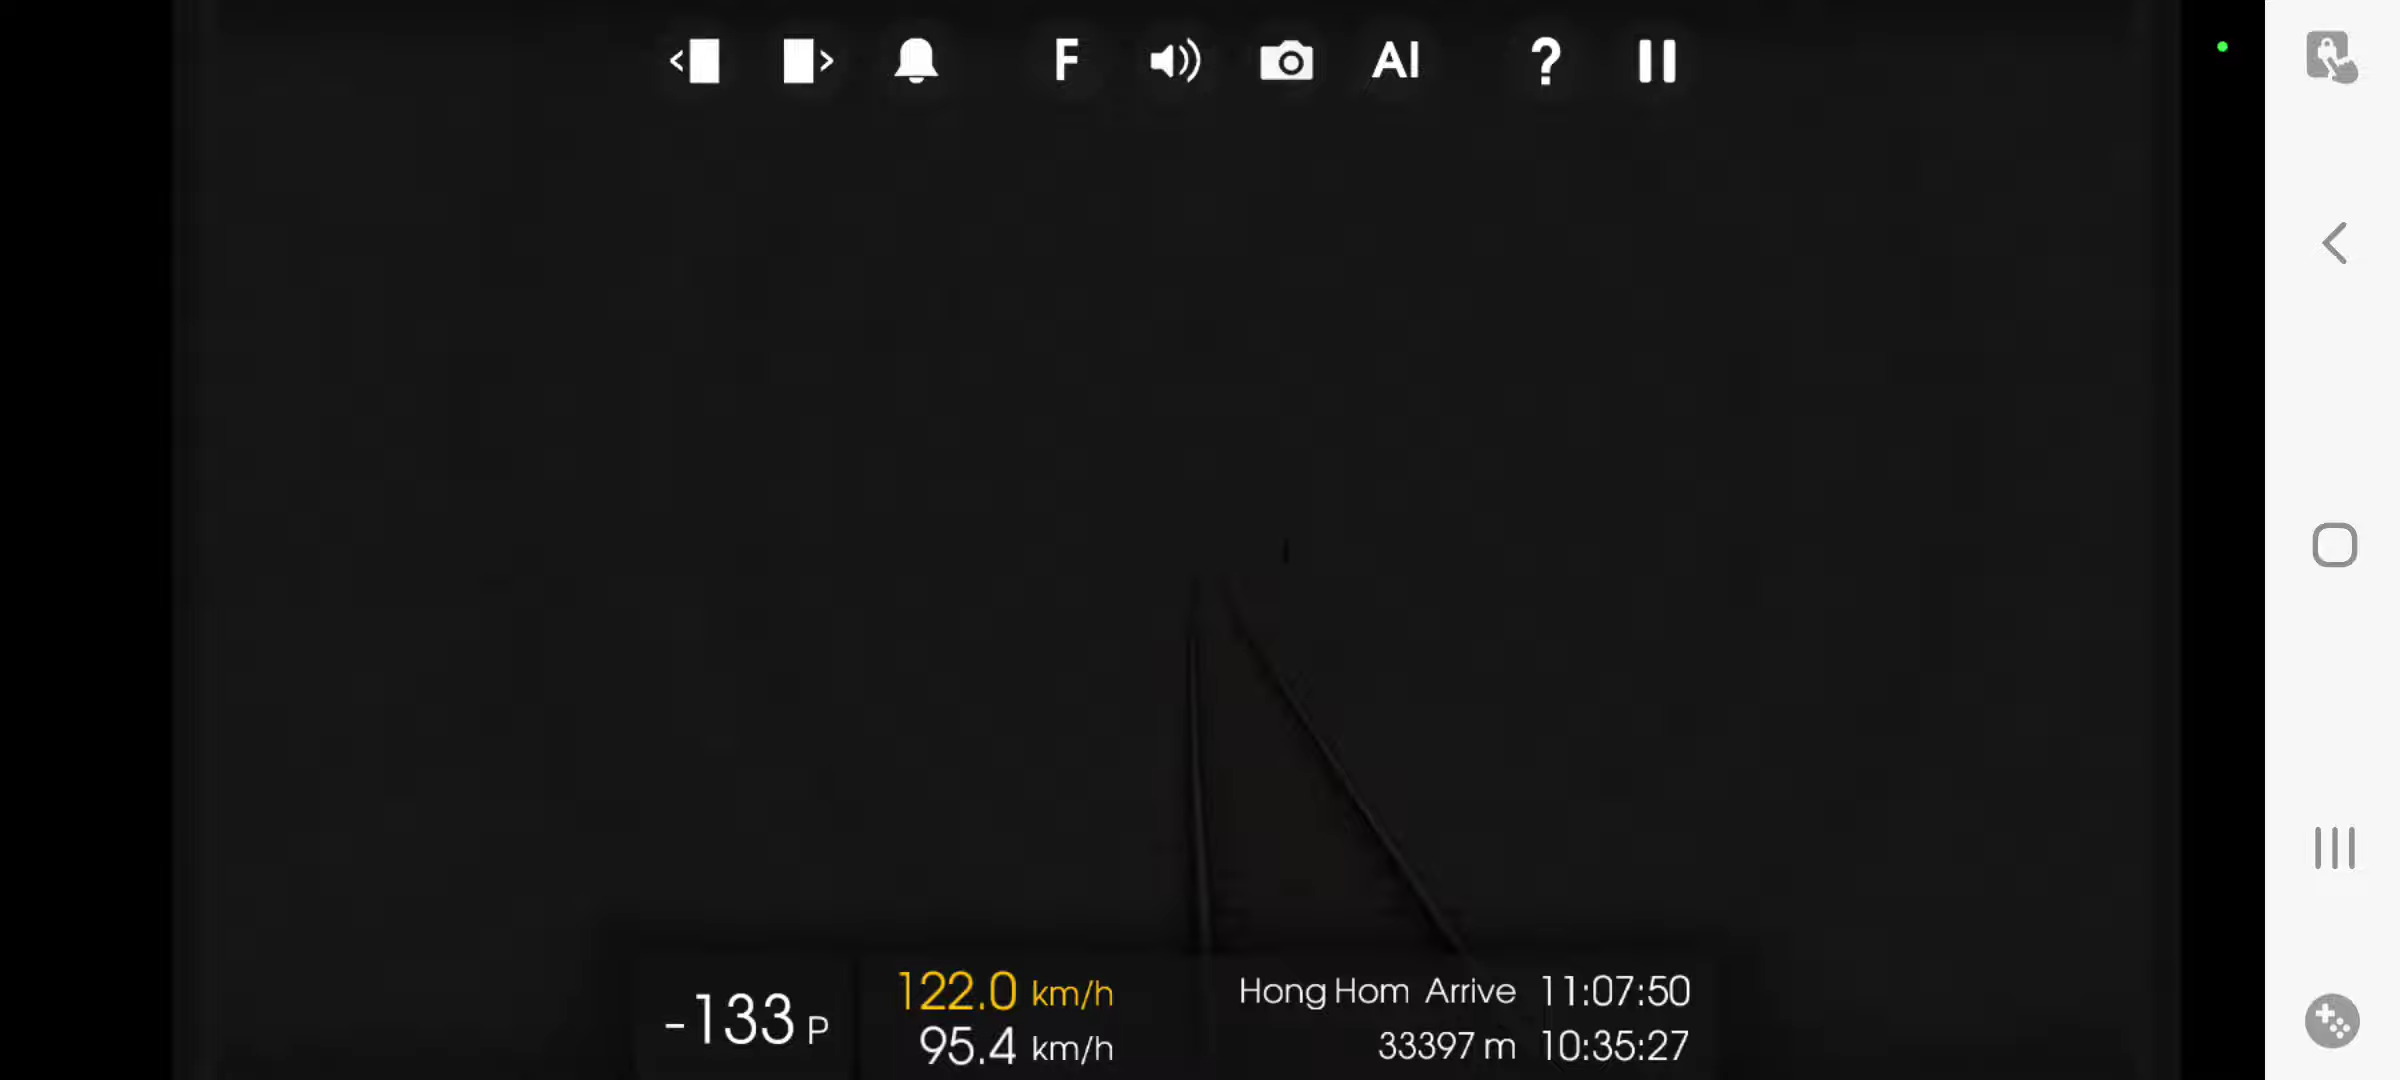 F AI ?
-133 P
122.0 km/h
95.4 km/h
Hong Hom Arrive 11:07:50
33397 m 10:35:27